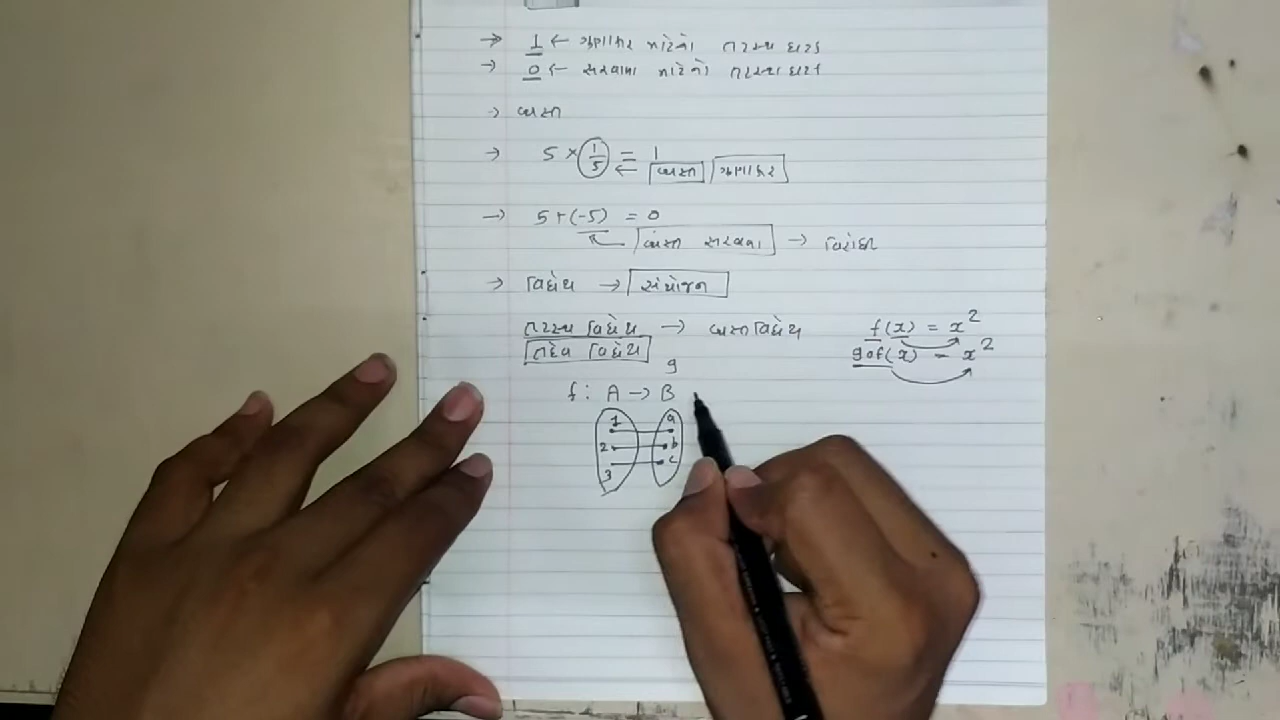 → 1 ← ગુણાકાર માટેનો તટસ્થ ઘટક
→ 0 ← સરવાળા માટેનો તટસ્થ ઘટક
→ વ્યસ્ત
→ 5 × 1/5 = 1
← વ્યસ્ત ગુણાકાર
→ 5+(-5) = 0
વ્યસ્ત સરવાળા → વિરોધી
→ વિધેય → સંયોજન
તટસ્થ વિધેય → વ્યસ્ત વિધેય f(x) = x²
તદેવ વિધેય gof(x) = x²
g
f : A → B
1 a
2 b
3 c